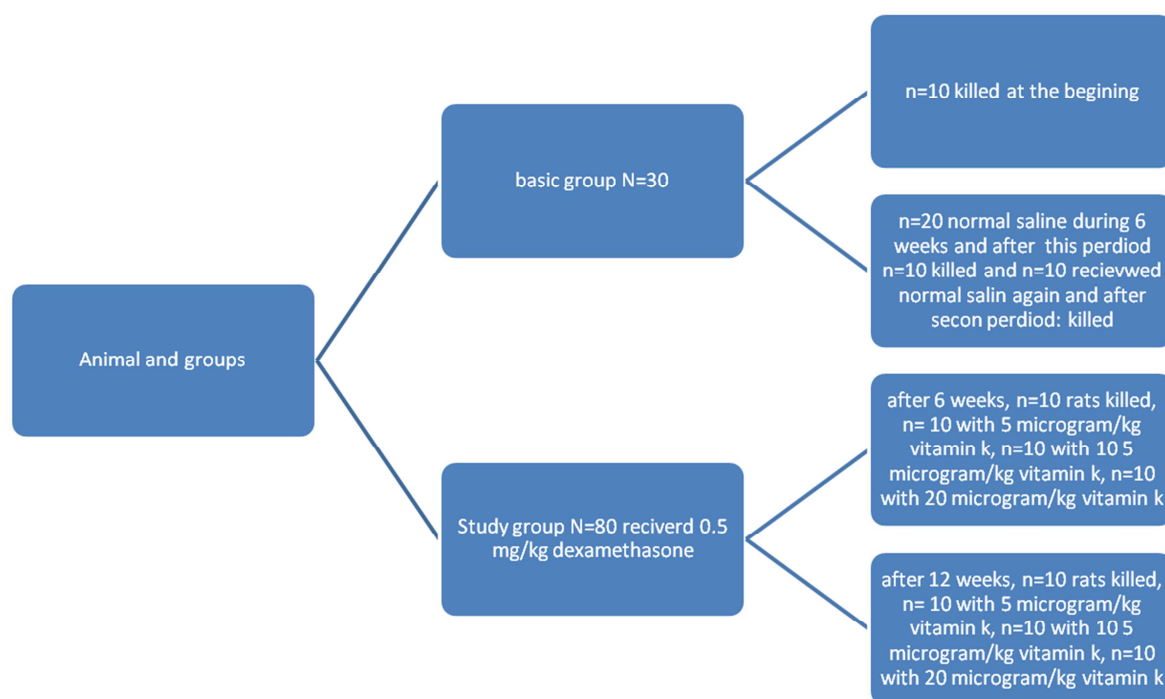 Animal and groups
basic group N=30
n=10 killed at the begining
n=20 normal saline during 6
weeks and after this perdiod
n=10 killed and n=10 recievwed
normal salin again and after
secon perdiod: killed
Study group N=80 reciverd 0.5
mg/kg dexamethasone
after 6 weeks, n=10 rats killed,
n= 10 with 5 microgram/kg
vitamin k, n=10 with 10 5
microgram/kg vitamin k, n=10
with 20 microgram/kg vitamin k
after 12 weeks, n=10 rats killed,
n= 10 with 5 microgram/kg
vitamin k, n=10 with 10 5
microgram/kg vitamin k, n=10
with 20 microgram/kg vitamin k